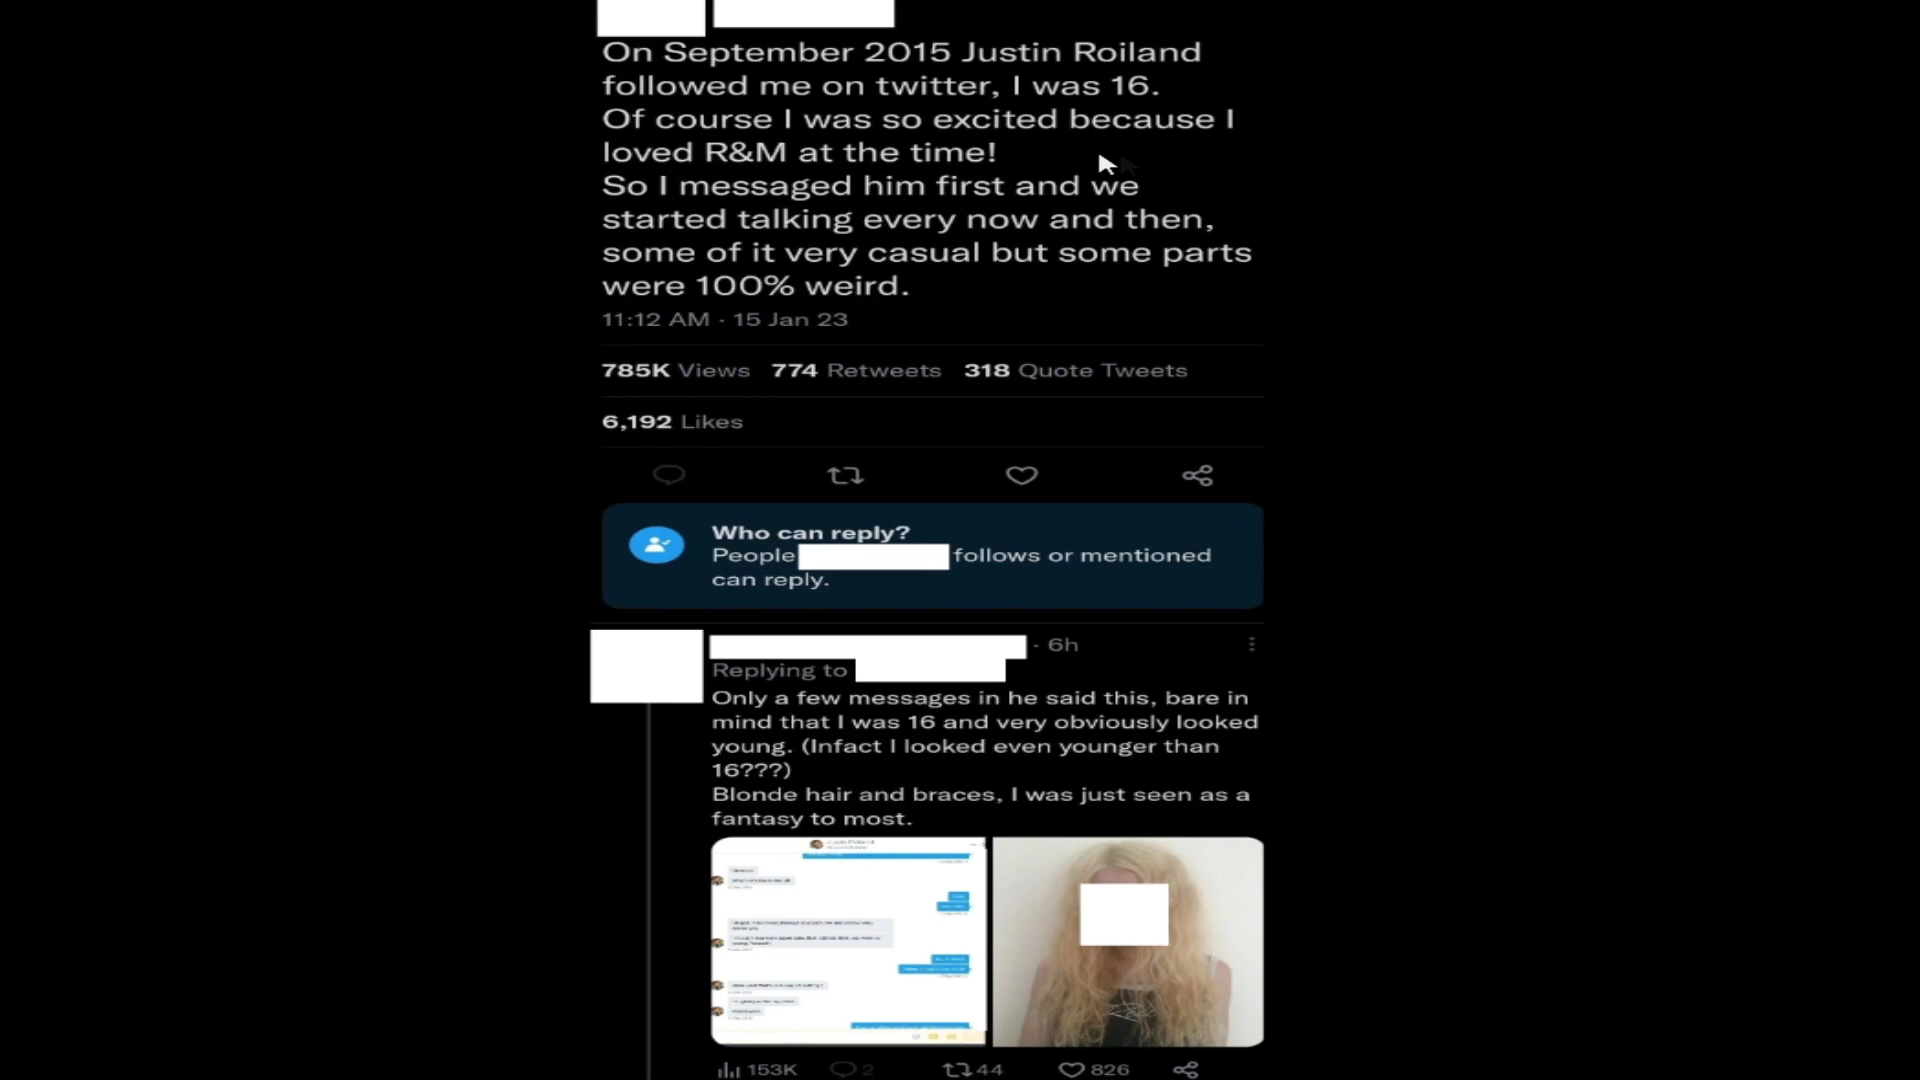 On September 2015 Justin Roiland
followed me on twitter, I was 16.
Of course I was so excited because I
loved R&M at the time!
So I messaged him first and we
started talking every now and then,
some of it very casual but some parts
were 100% weird.
11:12 AM · 15 Jan 23
785K Views 774 Retweets 318 Quote Tweets
6,192 Likes
Who can reply?
People follows or mentioned
can reply.
· 6h
Replying to
Only a few messages in he said this, bare in
mind that I was 16 and very obviously looked
young. (Infact I looked even younger than
16???)
Blonde hair and braces, I was just seen as a
fantasy to most.
153K 2 44 826